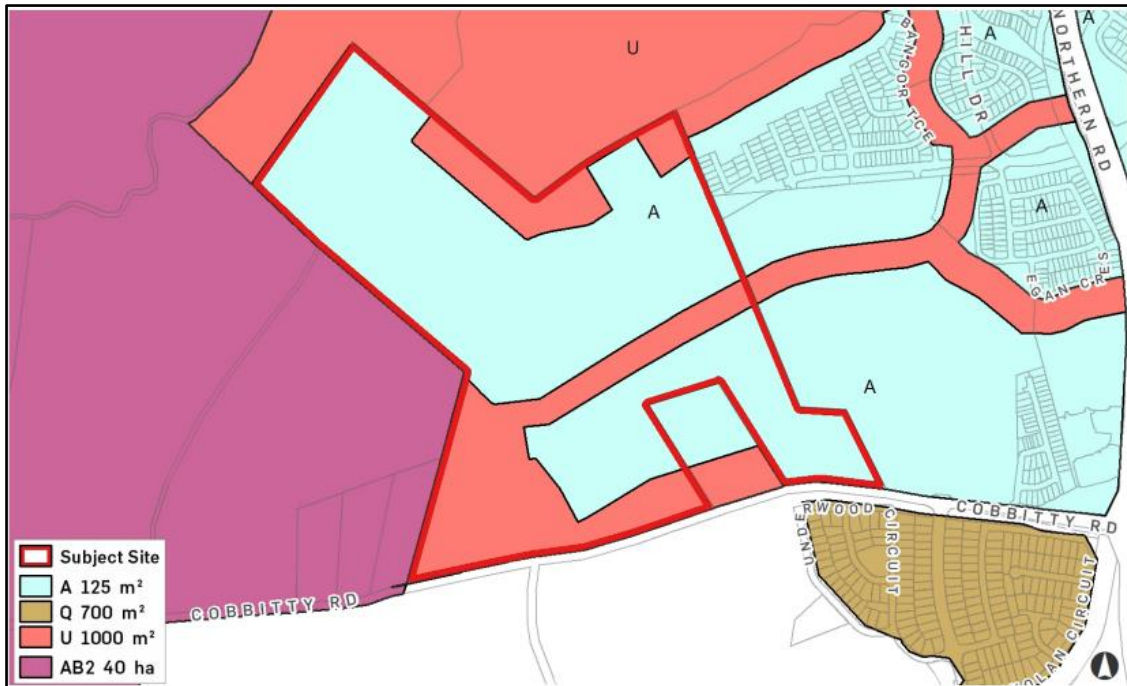 U
A
BANGOR TCE
HILL DR
NORTHERN RD
A
A
A
EGAN CRES
A
COBBITTY RD
UNDERWOOD CIRCUIT
CIRCUIT
COBBITTY RD
Subject Site
A 125 m²
Q 700 m²
U 1000 m²
AB2 40 ha